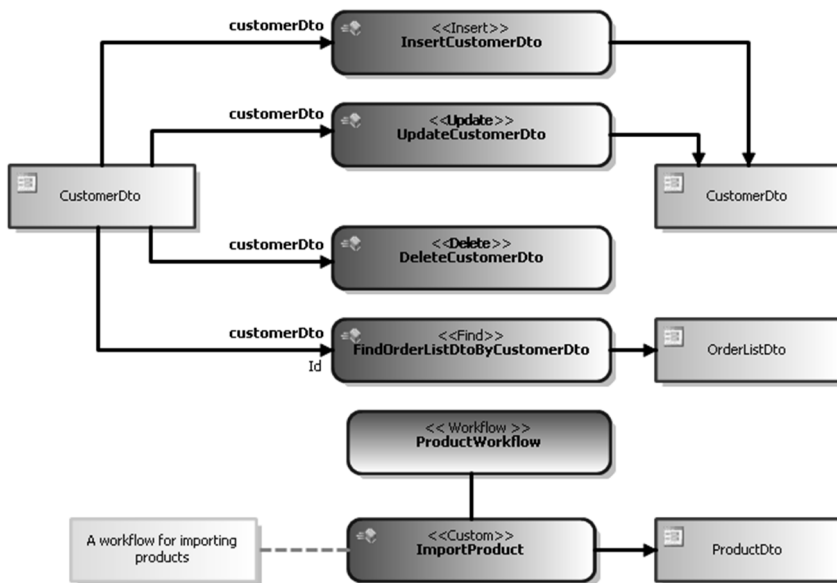 customerDto
<<Insert>>
InsertCustomerDto
customerDto
<<Update>>
UpdateCustomerDto
CustomerDto
CustomerDto
customerDto
<<Delete>>
DeleteCustomerDto
customerDto
Id
<<Find>>
FindOrderListDtoByCustomerDto
OrderListDto
<< Workflow >>
ProductWorkflow
A workflow for importing
products
<<Custom>>
ImportProduct
ProductDto